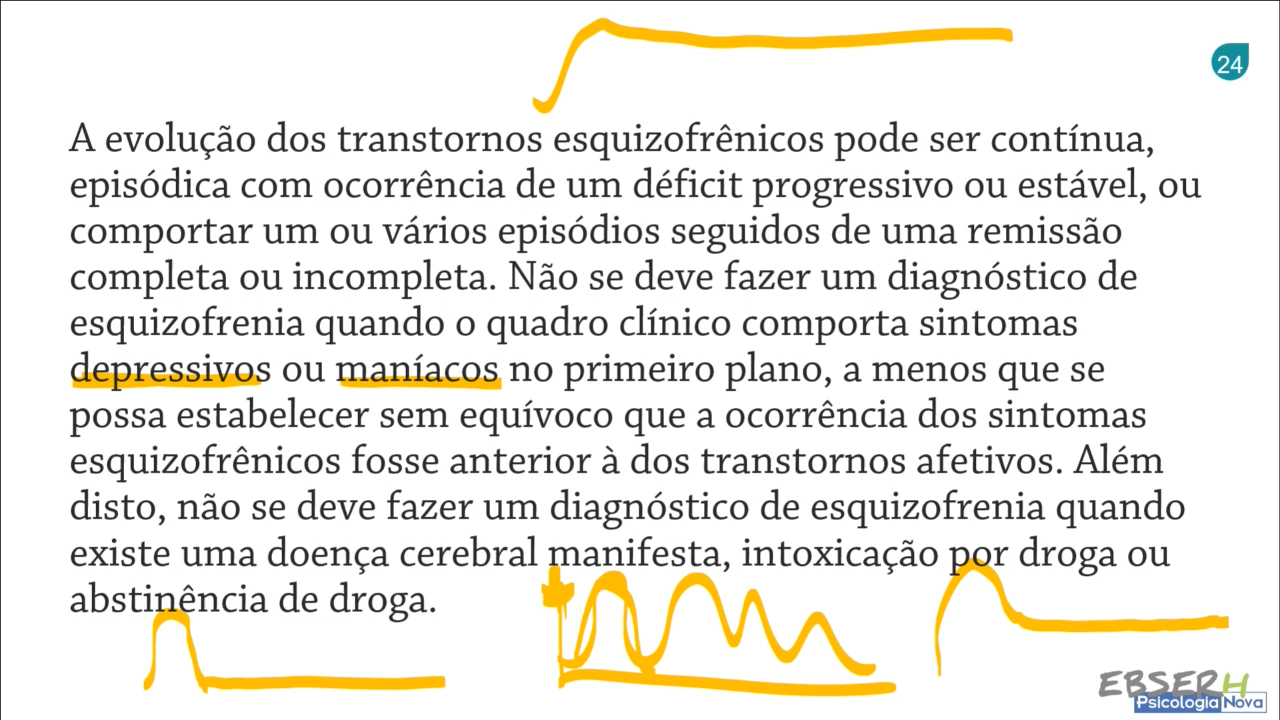 24
A evolução dos transtornos esquizofrênicos pode ser contínua,
episódica com ocorrência de um déficit progressivo ou estável, ou
comportar um ou vários episódios seguidos de uma remissão
completa ou incompleta. Não se deve fazer um diagnóstico de
esquizofrenia quando o quadro clínico comporta sintomas
depressivos ou maníacos no primeiro plano, a menos que se
possa estabelecer sem equívoco que a ocorrência dos sintomas
esquizofrênicos fosse anterior à dos transtornos afetivos. Além
disto, não se deve fazer um diagnóstico de esquizofrenia quando
existe uma doença cerebral manifesta, intoxicação por droga ou
abstinência de droga.
EBSERH
Psicologia Nova